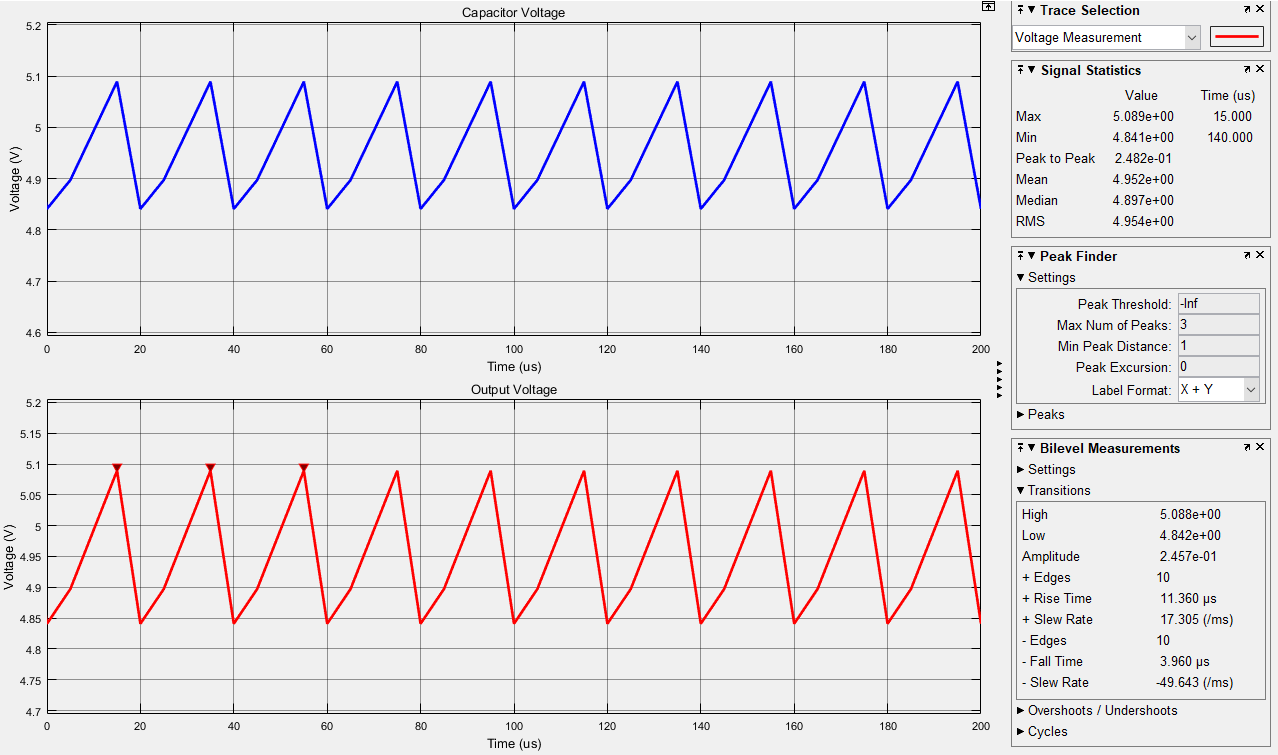 Capacitor Voltage
5.2
5.1
5
4.9
4.8
4.7
4.6
Voltage (V)
0 20 40 60 80 100 120 140 160 180 200
Time (us)
Output Voltage
5.2
5.15
5.1
5.05
5
4.95
4.9
4.85
4.8
4.75
4.7
Voltage (V)
0 20 40 60 80 100 120 140 160 180 200
Time (us)
Trace Selection
Voltage Measurement
Signal Statistics
Value Time (us)
Max 5.089e+00 15.000
Min 4.841e+00 140.000
Peak to Peak 2.482e-01
Mean 4.952e+00
Median 4.897e+00
RMS 4.954e+00
Peak Finder
Settings
Peak Threshold: -Inf
Max Num of Peaks: 3
Min Peak Distance: 1
Peak Excursion: 0
Label Format: X + Y
Peaks
Bilevel Measurements
Settings
Transitions
High 5.088e+00
Low 4.842e+00
Amplitude 2.457e-01
+ Edges 10
+ Rise Time 11.360 µs
+ Slew Rate 17.305 (/ms)
- Edges 10
- Fall Time 3.960 µs
- Slew Rate -49.643 (/ms)
Overshoots / Undershoots
Cycles